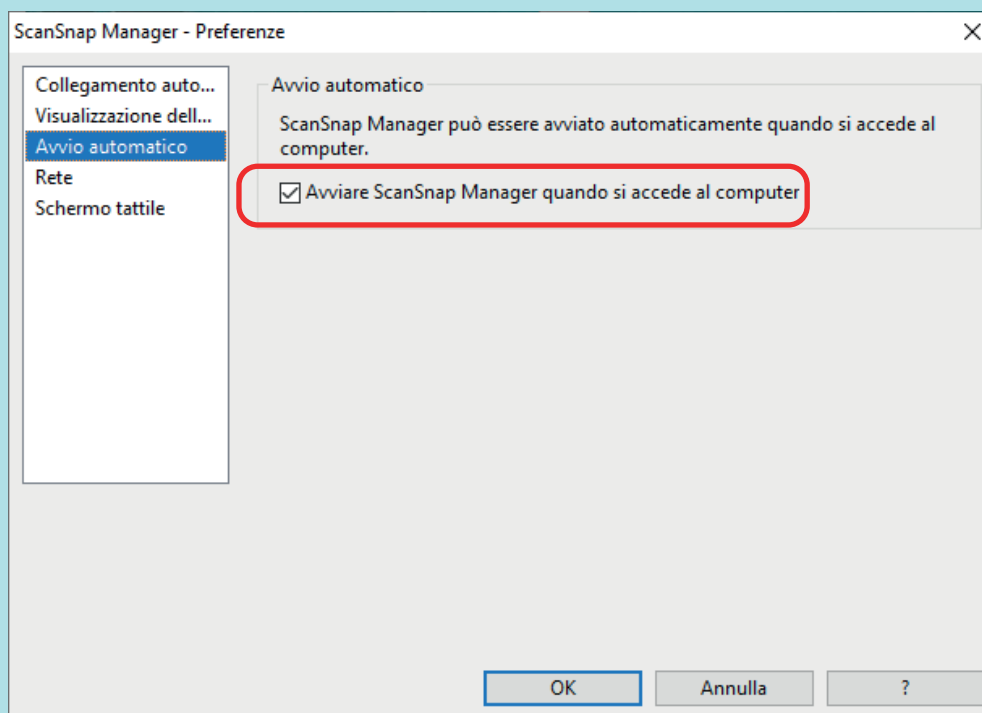 ScanSnap Manager - Preferenze
Collegamento auto...
Visualizzazione dell...
Avvio automatico
Rete
Schermo tattile
Avvio automatico
ScanSnap Manager può essere avviato automaticamente quando si accede al
computer.
Avviare ScanSnap Manager quando si accede al computer
OK
Annulla
?